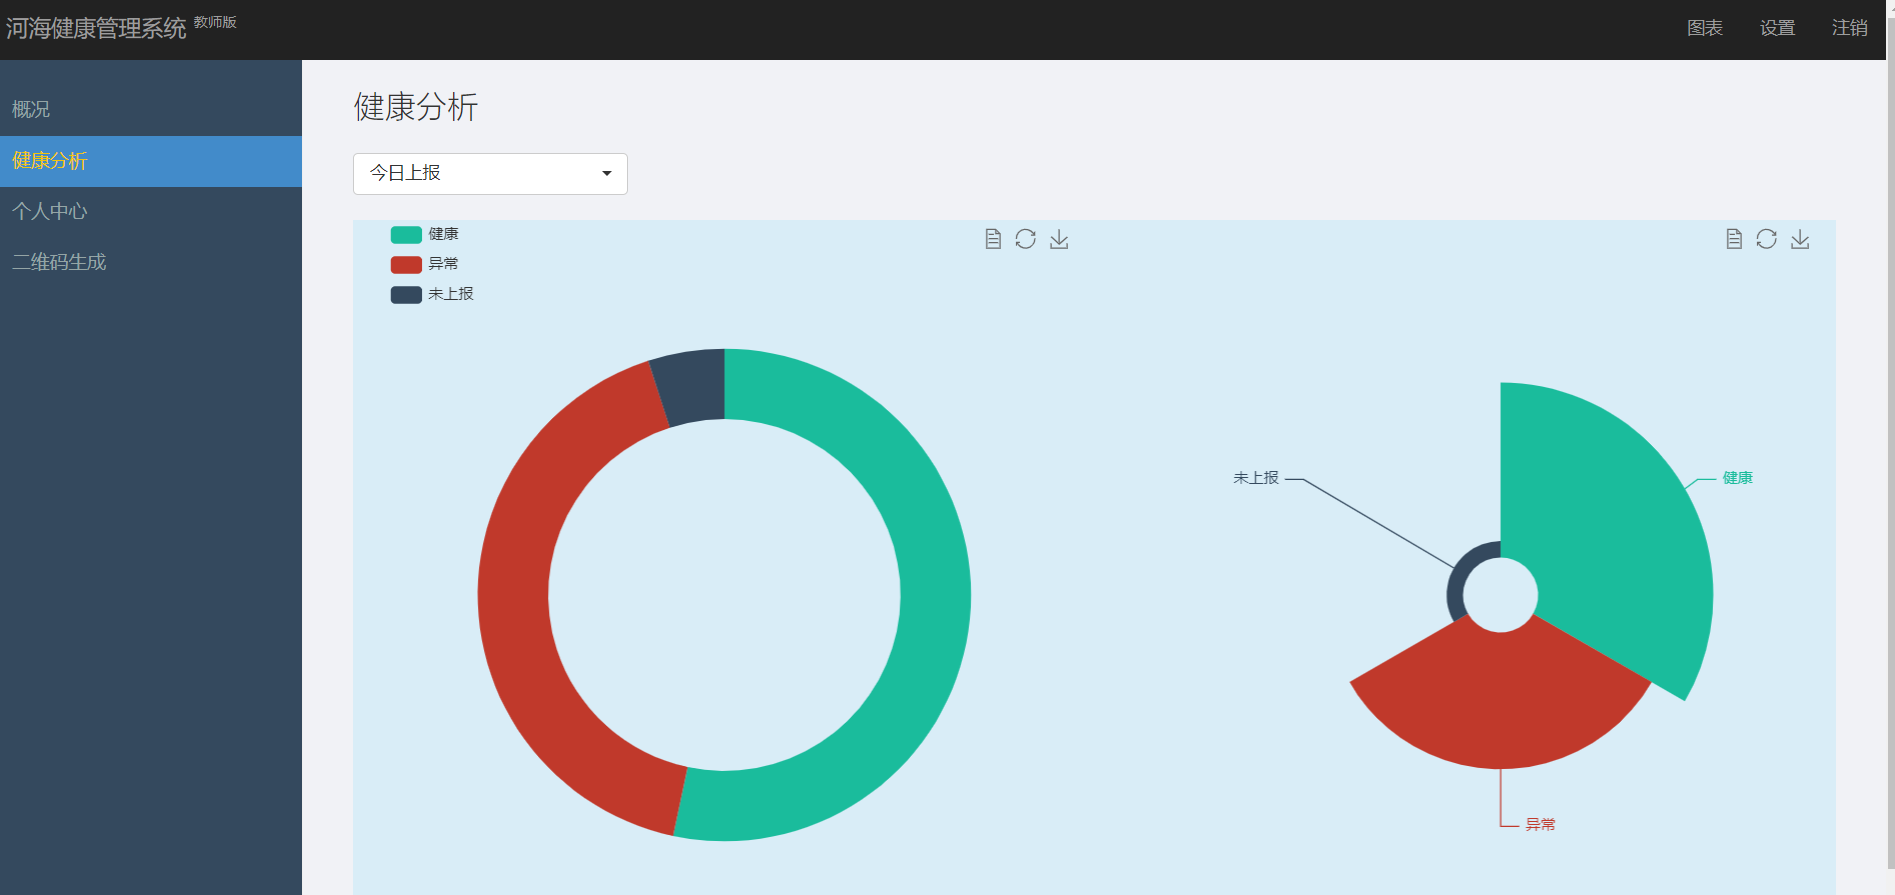 河海健康管理系统 教师版
图表 设置 注销
概况
健康分析
个人中心
二维码生成
健康分析
今日上报
健康
异常
未上报
未上报
健康
异常